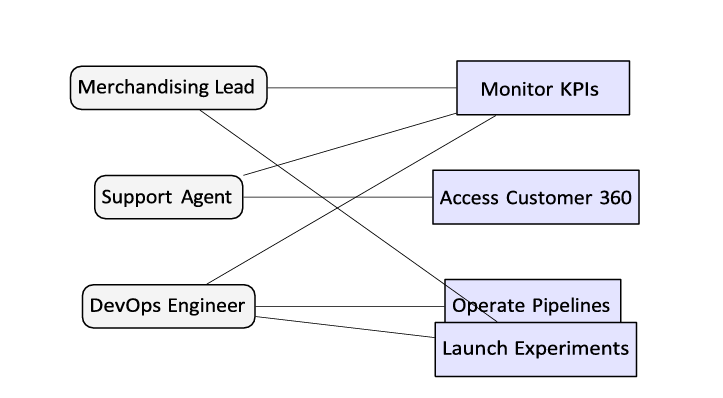 Merchandising Lead
Monitor KPIs
Support Agent
Access Customer 360
DevOps Engineer
Operate Pipelines
Launch Experiments